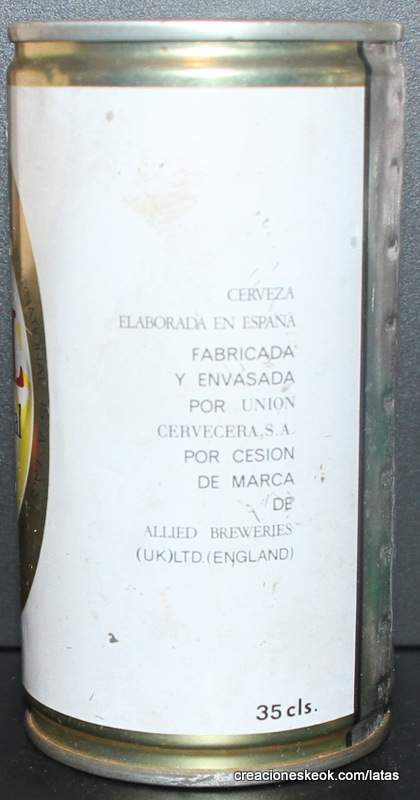 CERVEZA
ELABORADA EN ESPAÑA
FABRICADA
Y ENVASADA
POR UNION
CERVECERA, S.A.
POR CESION
DE MARCA
DE
ALLIED BREWERIES
(UK)LTD.(ENGLAND)
35 cls.
creacioneskeok.com/latas